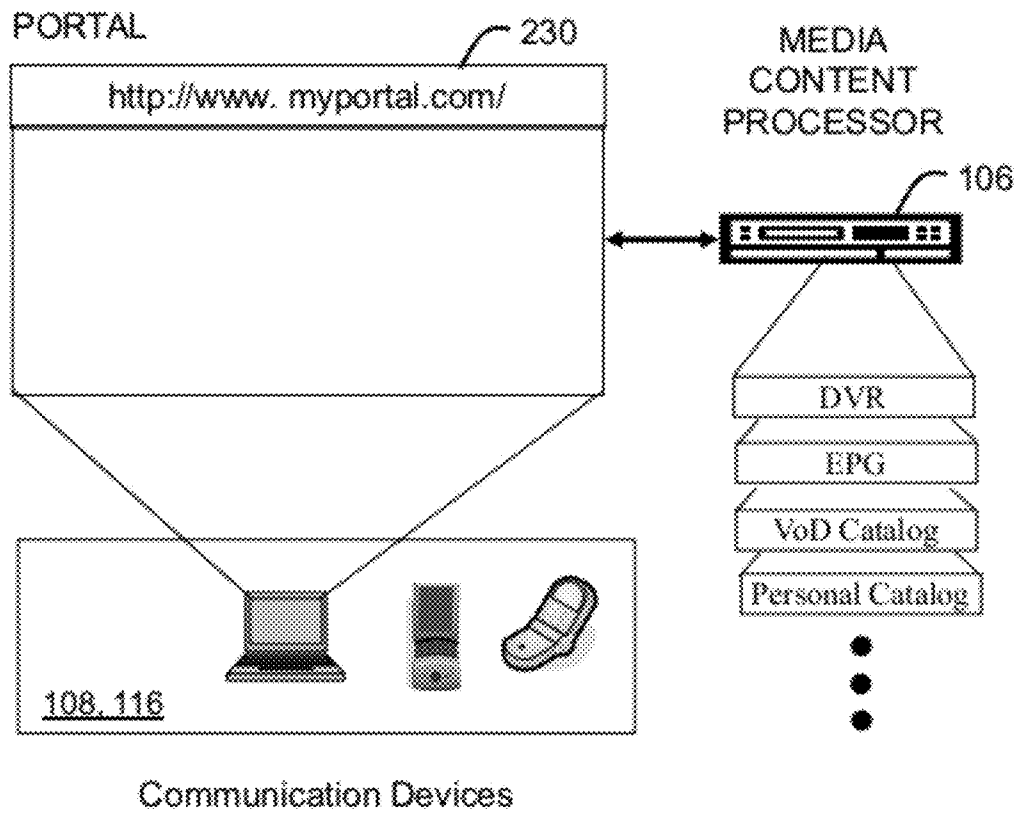 PORTAL
230
http://www. myportal.com/
MEDIA
CONTENT
PROCESSOR
106
DVR
EPG
VoD Catalog
Personal Catalog
108, 116
Communication Devices